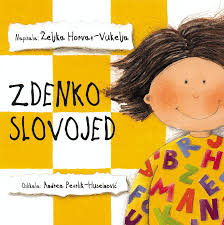 Napisala: Željka Horvat-Vukelja
ZDENKO
SLOVOJED
Oslikala: Andrea Petrlik-Huseinović
A B R
H Z
M A N E